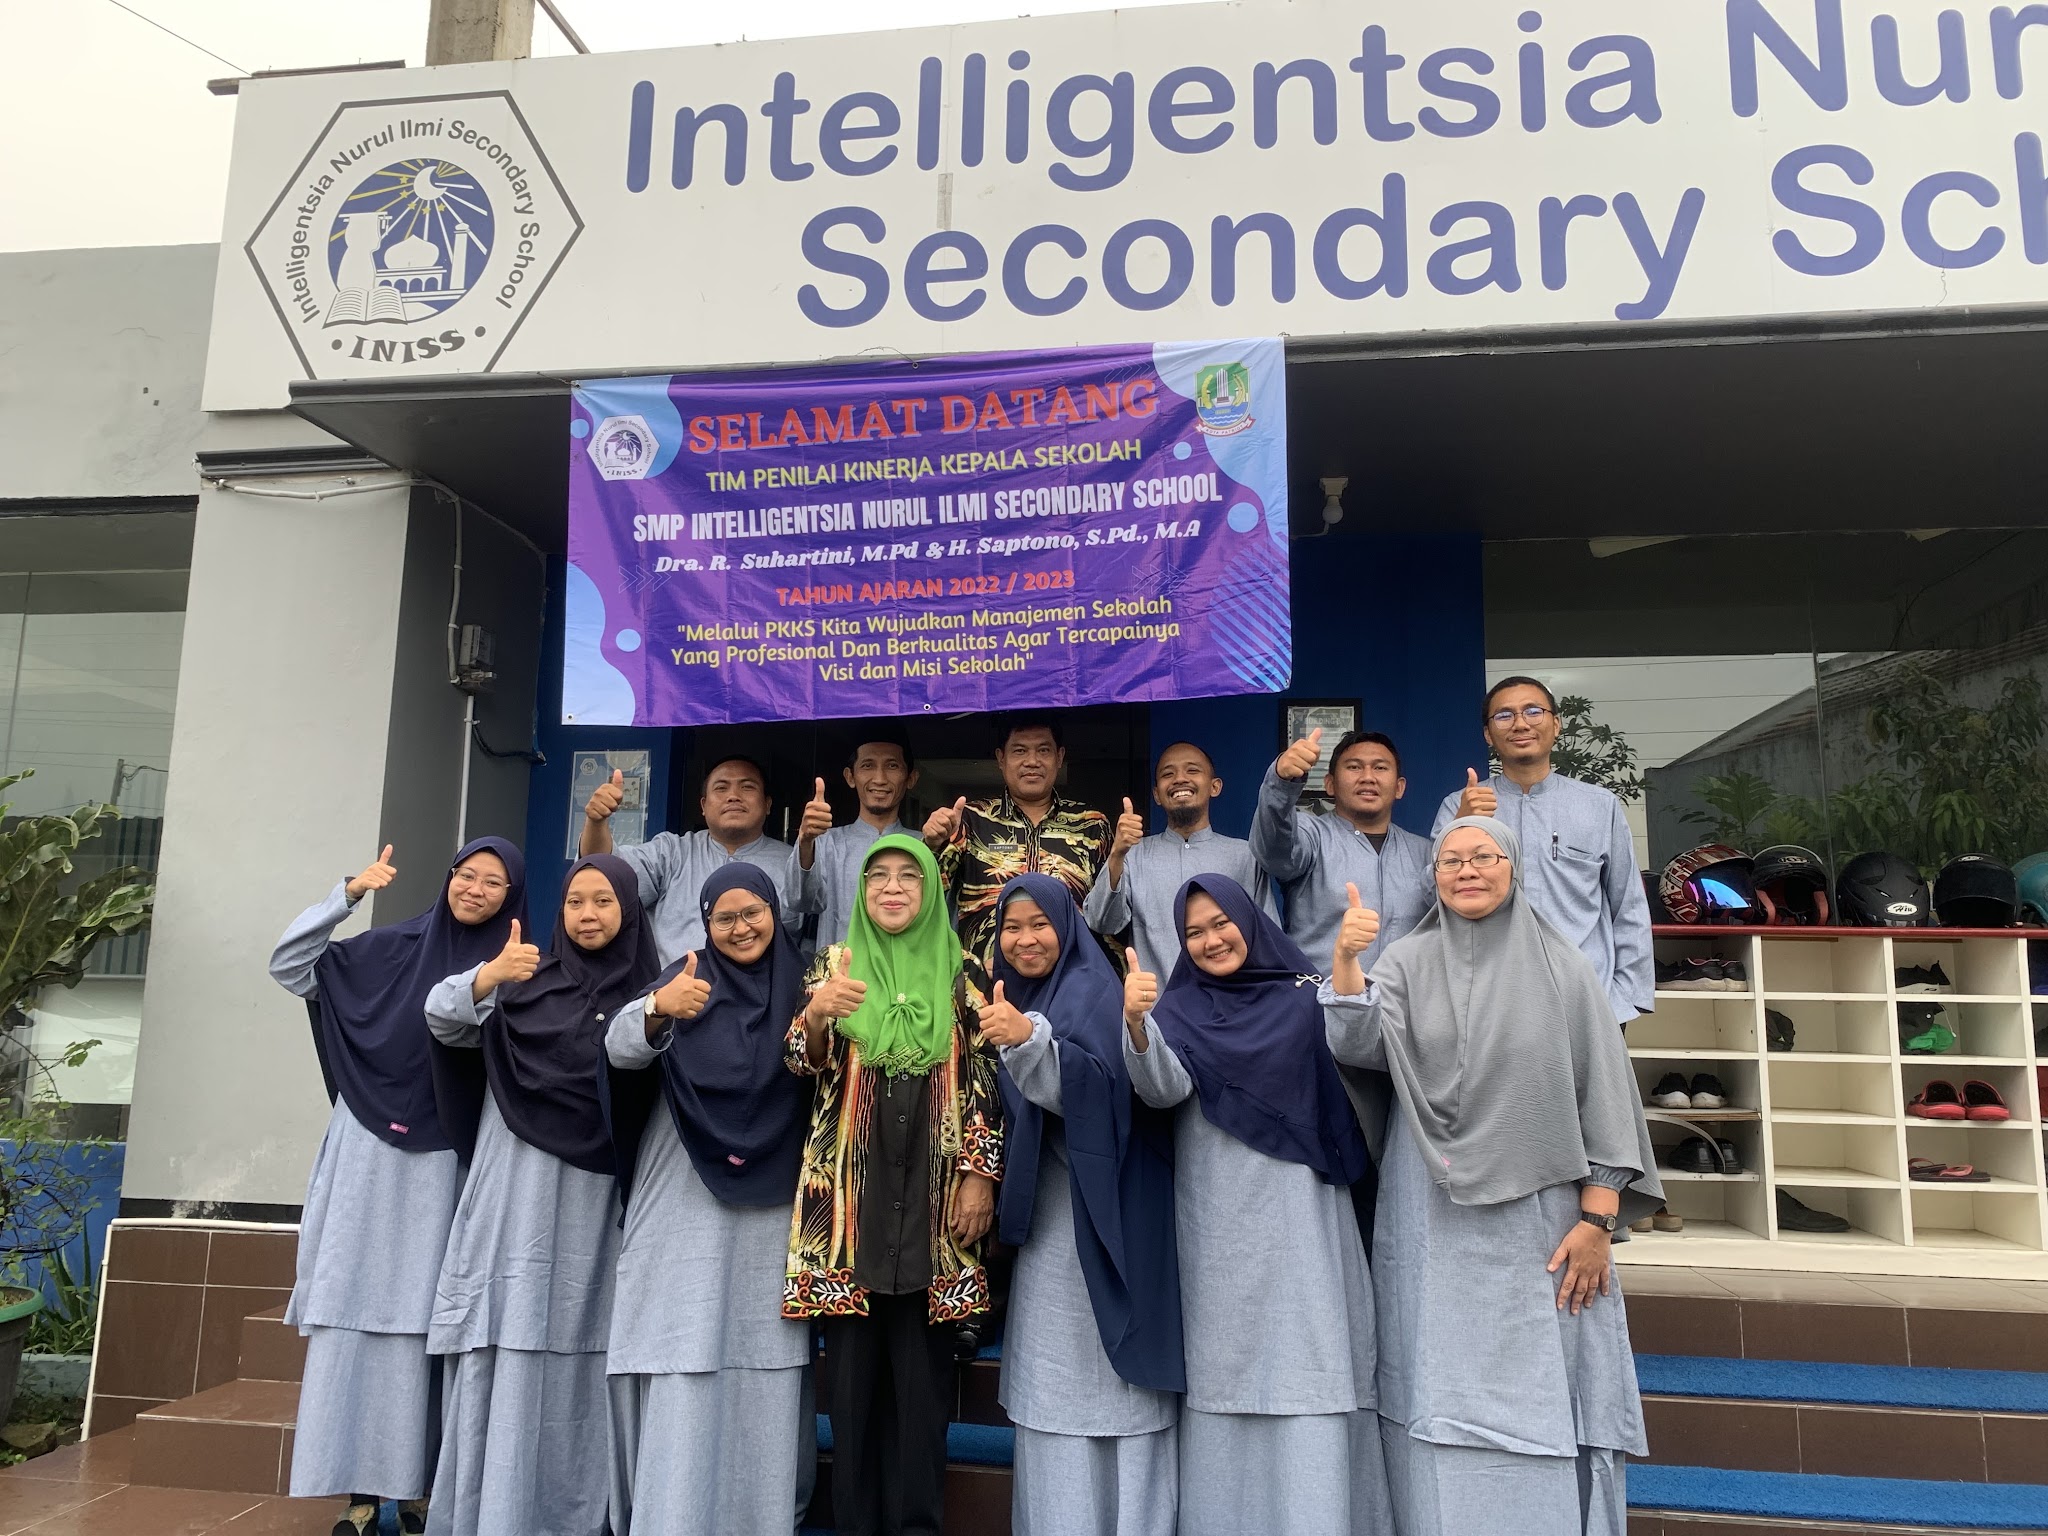 Intelligentsia Nur
Secondary Sch
Intelligentsia Nurul Ilmi Secondary School
• INISS •
SELAMAT DATANG
TIM PENILAI KINERJA KEPALA SEKOLAH
SMP INTELLIGENTSIA NURUL ILMI SECONDARY SCHOOL
Dra. R. Suhartini, M.Pd & H. Saptono, S.Pd., M.A
TAHUN AJARAN 2022 / 2023
"Melalui PKKS Kita Wujudkan Manajemen Sekolah
Yang Profesional Dan Berkualitas Agar Tercapainya
Visi dan Misi Sekolah"
INISS
SAPTONO